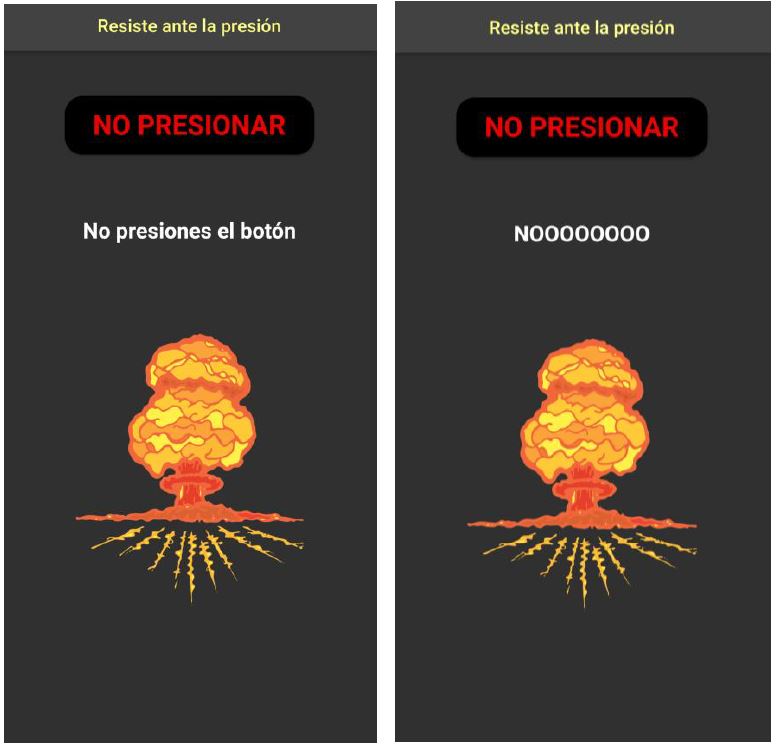 Resiste ante la presión
NO PRESIONAR
No presiones el botón
Resiste ante la presión
NO PRESIONAR
NOOOOOOOO